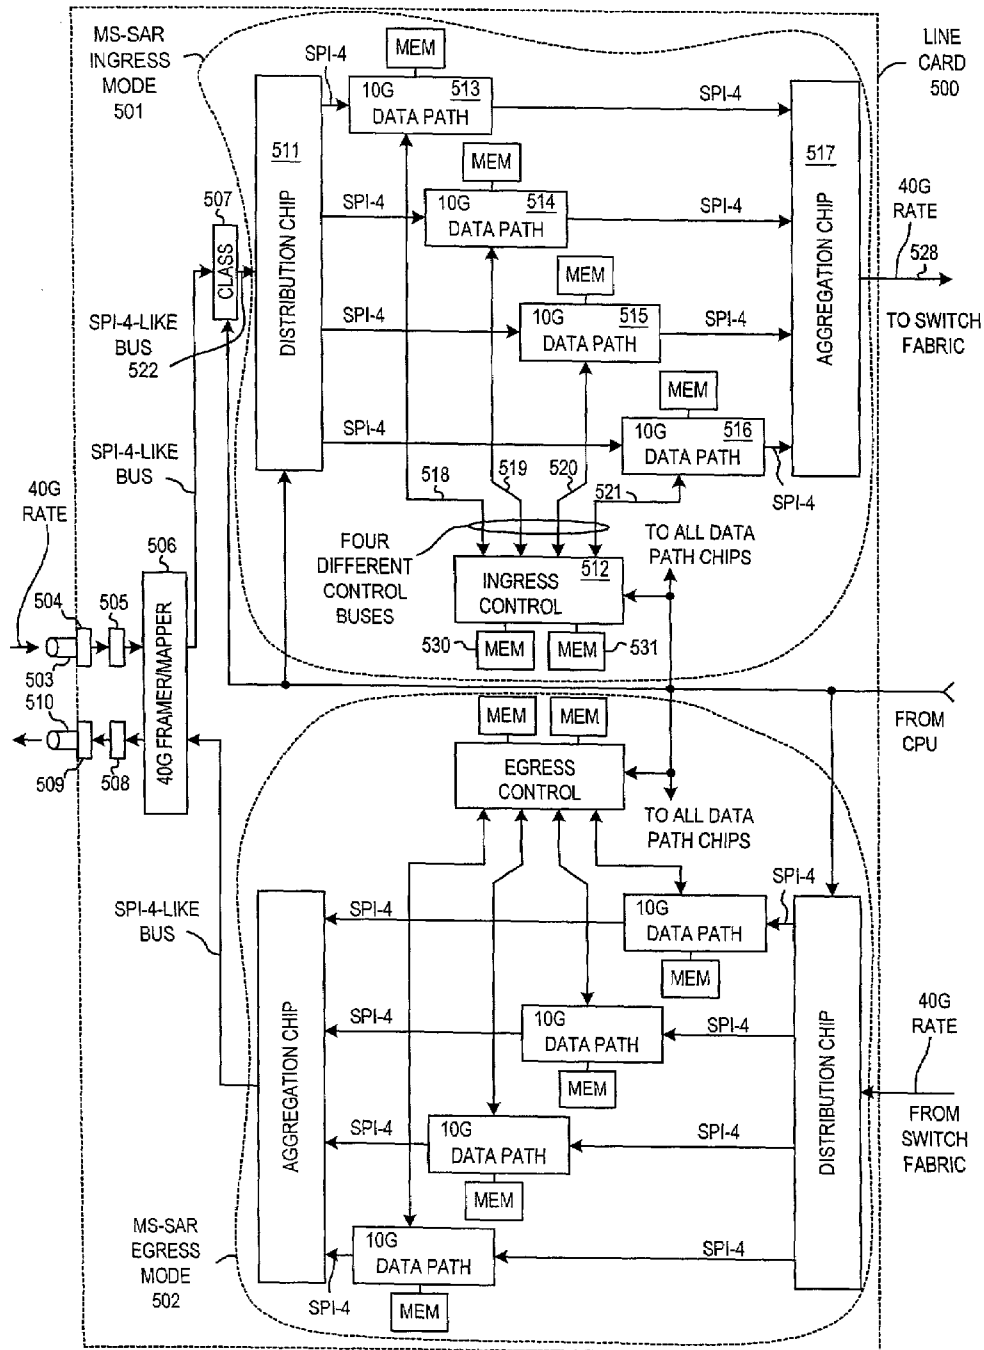 MS-SAR
INGRESS
MODE
501
LINE
CARD
500
MEM
SPI-4
10G 513
DATA PATH
SPI-4
511
DISTRIBUTION CHIP
517
AGGREGATION CHIP
MEM
SPI-4
10G 514
DATA PATH
SPI-4
40G
RATE
528
TO SWITCH
FABRIC
507
CLASS
SPI-4-LIKE
BUS
522
MEM
SPI-4
10G 515
DATA PATH
SPI-4
MEM
SPI-4
10G 516
DATA PATH
SPI-4
SPI-4-LIKE
BUS
518
519
520
521
40G
RATE
FOUR
DIFFERENT
CONTROL
BUSES
TO ALL DATA
PATH CHIPS
INGRESS 512
CONTROL
530
MEM
MEM
531
506
504
505
40G FRAMER/MAPPER
503
510
509
508
FROM
CPU
MEM
MEM
EGRESS
CONTROL
TO ALL DATA
PATH CHIPS
SPI-4-LIKE
BUS
AGGREGATION CHIP
DISTRIBUTION CHIP
SPI-4
10G
DATA PATH
SPI-4
MEM
SPI-4
10G
DATA PATH
SPI-4
MEM
40G
RATE
FROM
SWITCH
FABRIC
SPI-4
10G
DATA PATH
SPI-4
MEM
MS-SAR
EGRESS
MODE
502
SPI-4
10G
DATA PATH
SPI-4
MEM